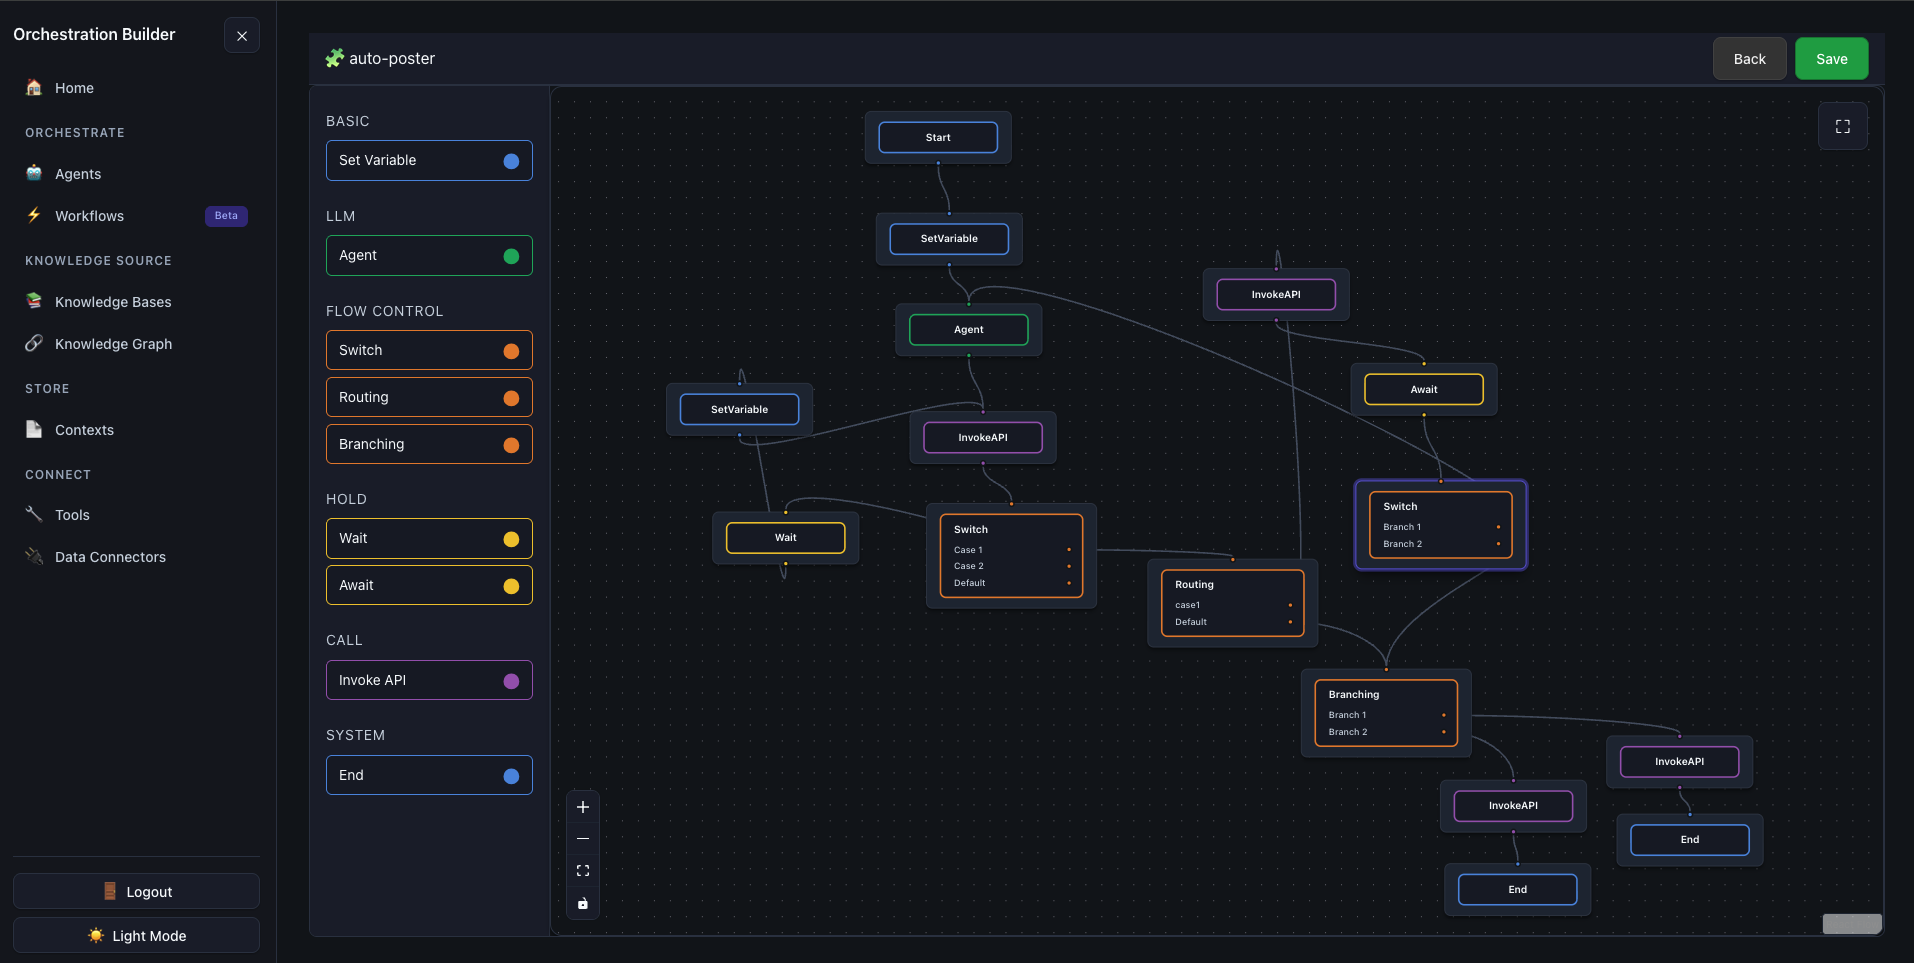 Orchestration Builder
Home
ORCHESTRATE
Agents
Workflows
Beta
KNOWLEDGE SOURCE
Knowledge Bases
Knowledge Graph
STORE
Contexts
CONNECT
Tools
Data Connectors
Logout
Light Mode
auto-poster
Back
Save
BASIC
Set Variable
LLM
Agent
FLOW CONTROL
Switch
Routing
Branching
HOLD
Wait
Await
CALL
Invoke API
SYSTEM
End
Start
SetVariable
InvokeAPI
Agent
Await
SetVariable
InvokeAPI
Switch
Branch 1
Branch 2
Wait
Switch
Case 1
Case 2
Default
Routing
case1
Default
Branching
Branch 1
Branch 2
InvokeAPI
InvokeAPI
End
End